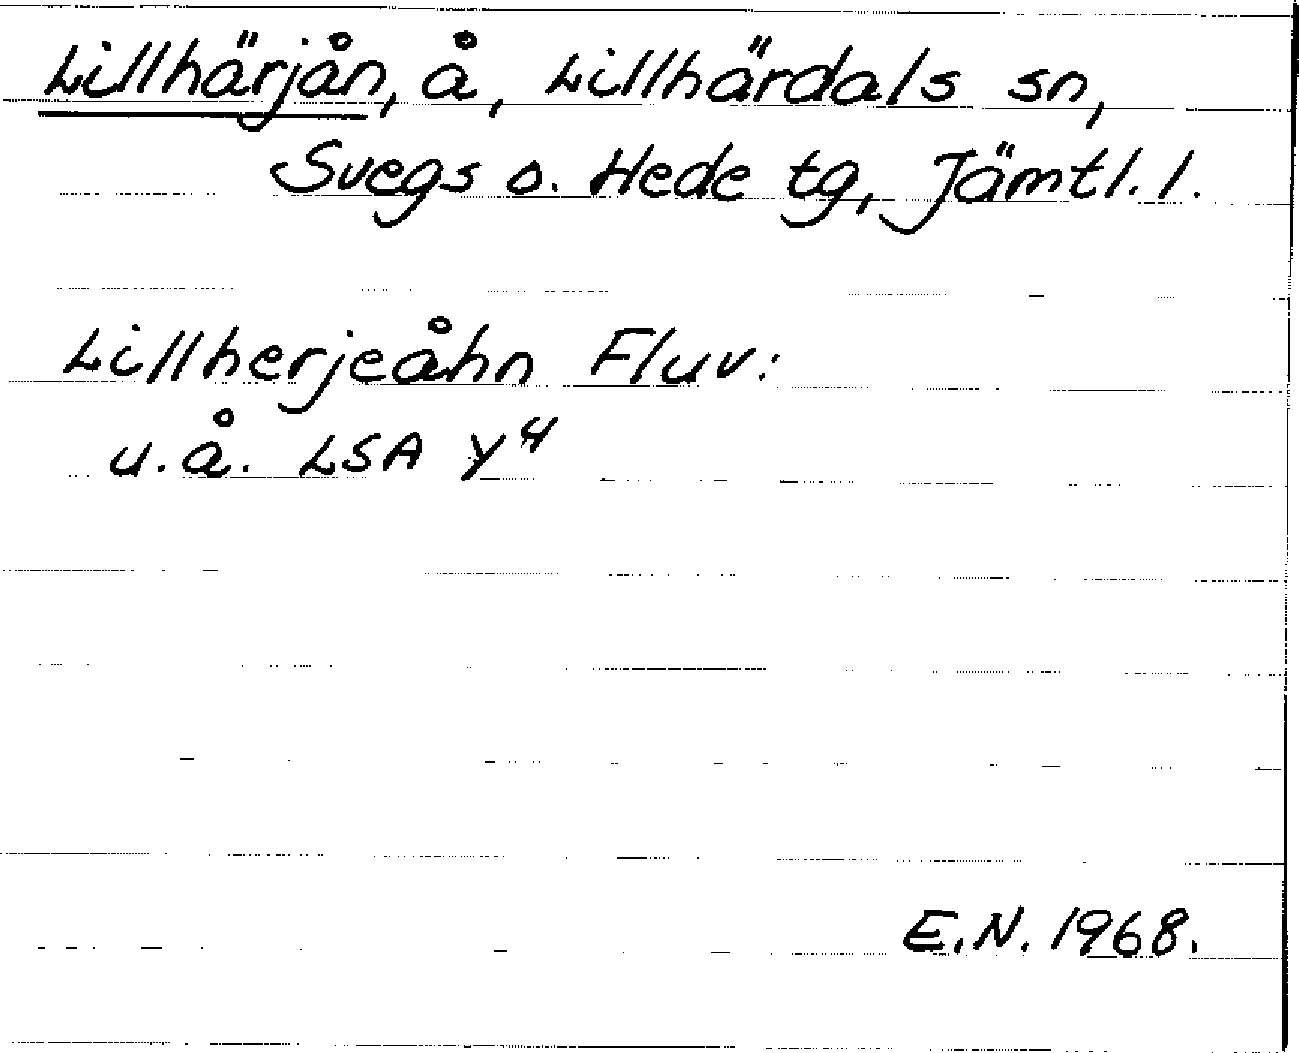 Lillhärjån, å, Lillhärdals sn,
Svegs o. Hede tg, Jämtl. l.
Lillherjeåhn Fluv:
u.å. LSA Y4
E.N. 1968.